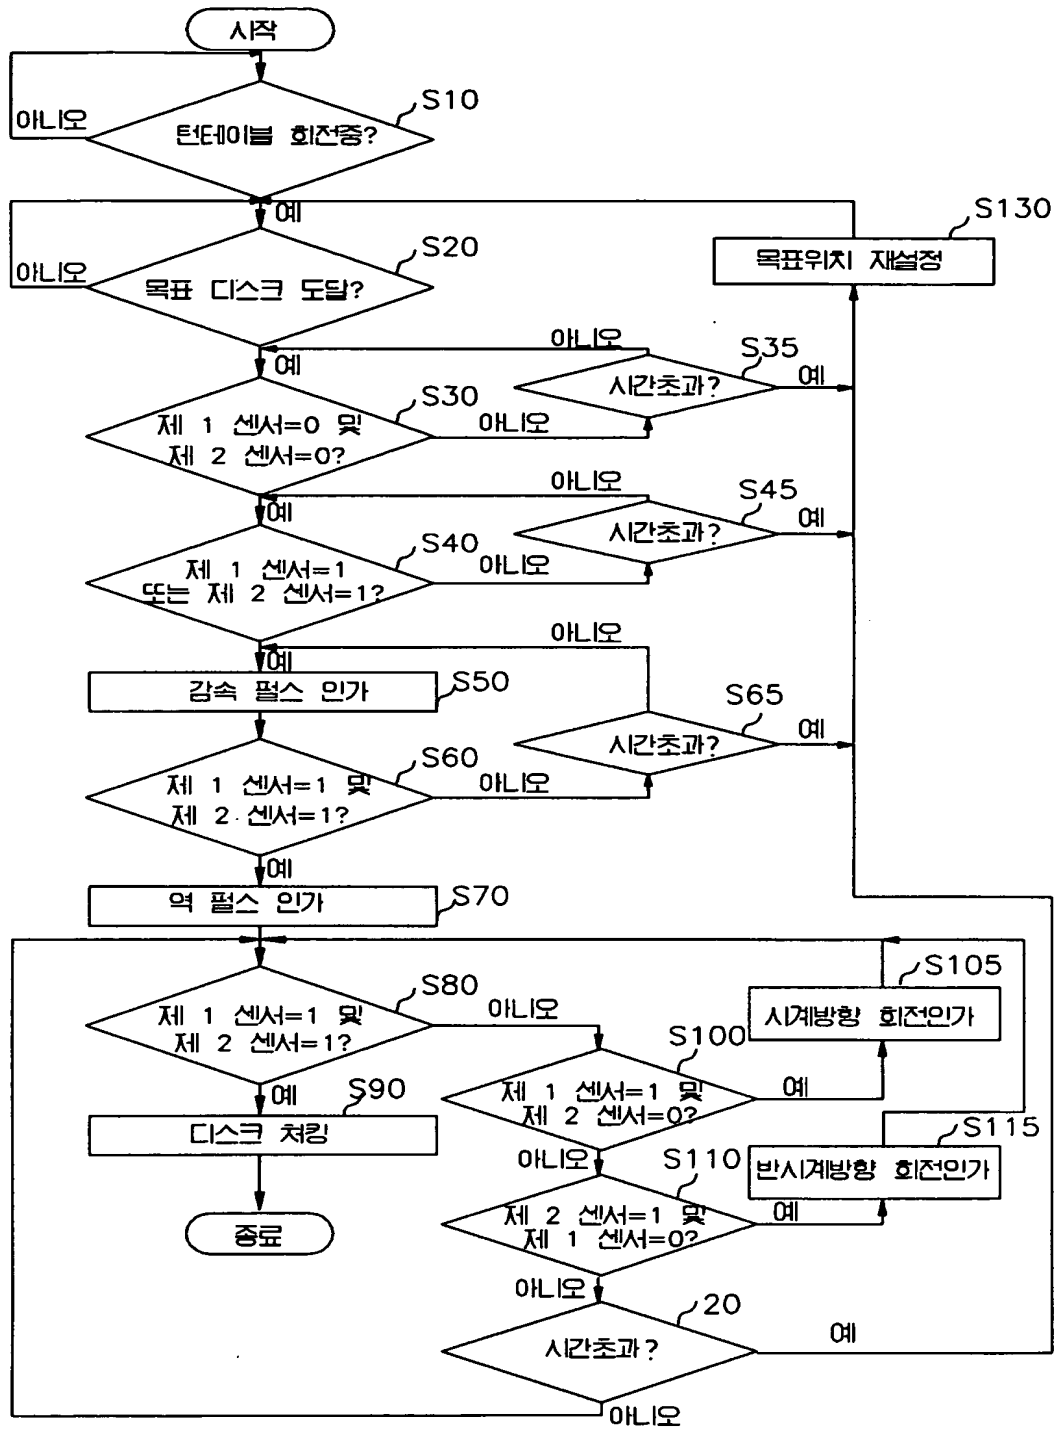 시작
S10
아니오
턴테이블 회전중?
예
S130
목표위치 재설정
S20
아니오
목표 디스크 도달?
아니오
S35
예
시간초과?
예
S30
제 1 센서=0 및
제 2 센서=0?
아니오
아니오
S45
예
시간초과?
예
S40
제 1 센서=1
또는 제 2 센서=1?
아니오
아니오
예
S50
감속 펄스 인가
S65
시간초과?
예
S60
제 1 센서=1 및
제 2 센서=1?
아니오
예
S70
역 펄스 인가
S80
제 1 센서=1 및
제 2 센서=1?
아니오
S105
시계방향 회전인가
S100
제 1 센서=1 및
제 2 센서=0?
예
예
S90
디스크 처킹
아니오
S110
S115
반시계방향 회전인가
제 2 센서=1 및
제 1 센서=0?
예
종료
아니오
20
시간초과?
예
아니오